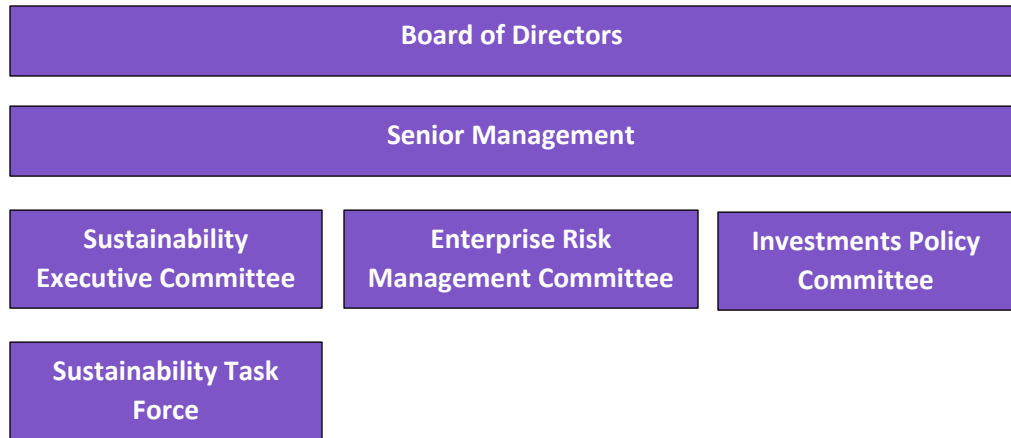 Board of Directors
Senior Management
Sustainability
Executive Committee
Enterprise Risk
Management Committee
Investments Policy
Committee
Sustainability Task
Force